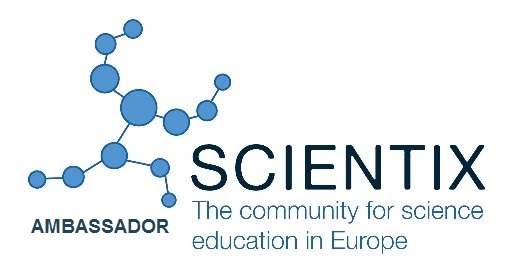 SCIENTIX
The community for science
education in Europe
AMBASSADOR